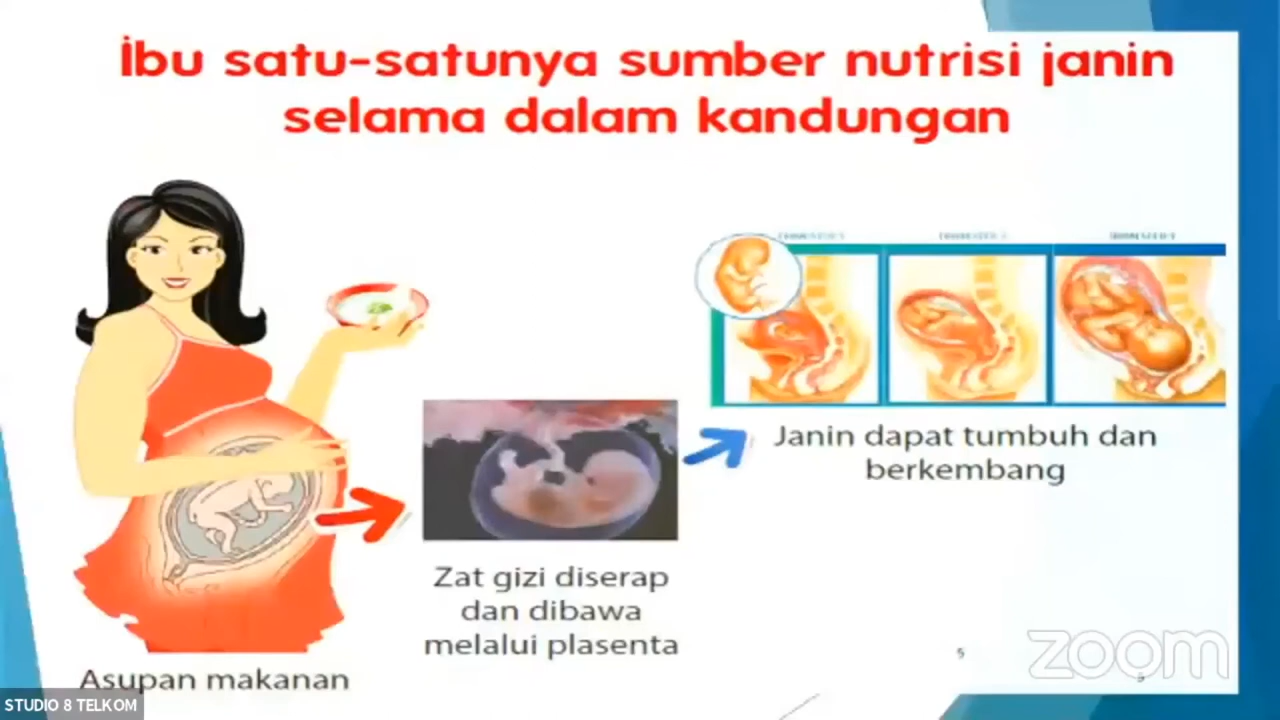 Ibu satu-satunya sumber nutrisi janin
selama dalam kandungan
Janin dapat tumbuh dan
berkembang
Zat gizi diserap
dan dibawa
melalui plasenta
Asupan makanan
5
zoom
STUDIO 8 TELKOM